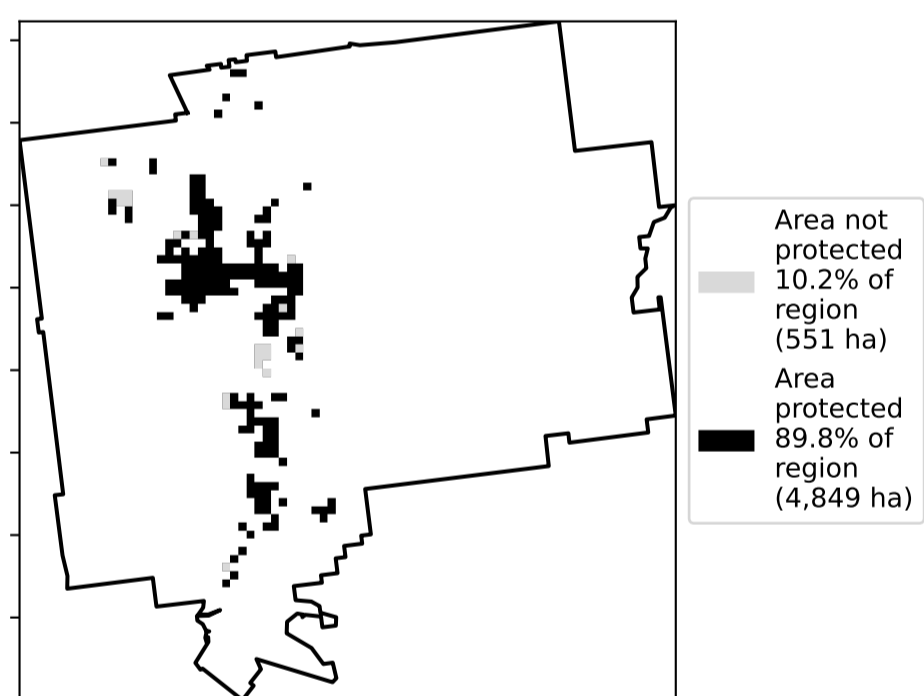 Area not
protected
10.2% of
region
(551 ha)
Area
protected
89.8% of
region
(4,849 ha)